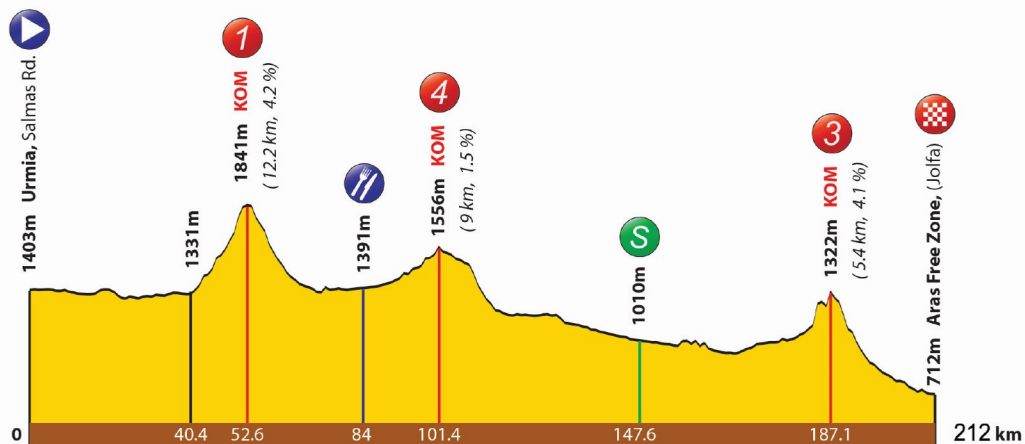 1403m Urmia, Salmas Rd.
1331m
1
1841m KOM
(12.2 km, 4.2 %)
1391m
4
1556m KOM
(9 km, 1.5 %)
S
1010m
3
1322m KOM
(5.4 km, 4.1 %)
712m Aras Free Zone, (Jolfa)
0 40.4 52.6 84 101.4 147.6 187.1 212 km